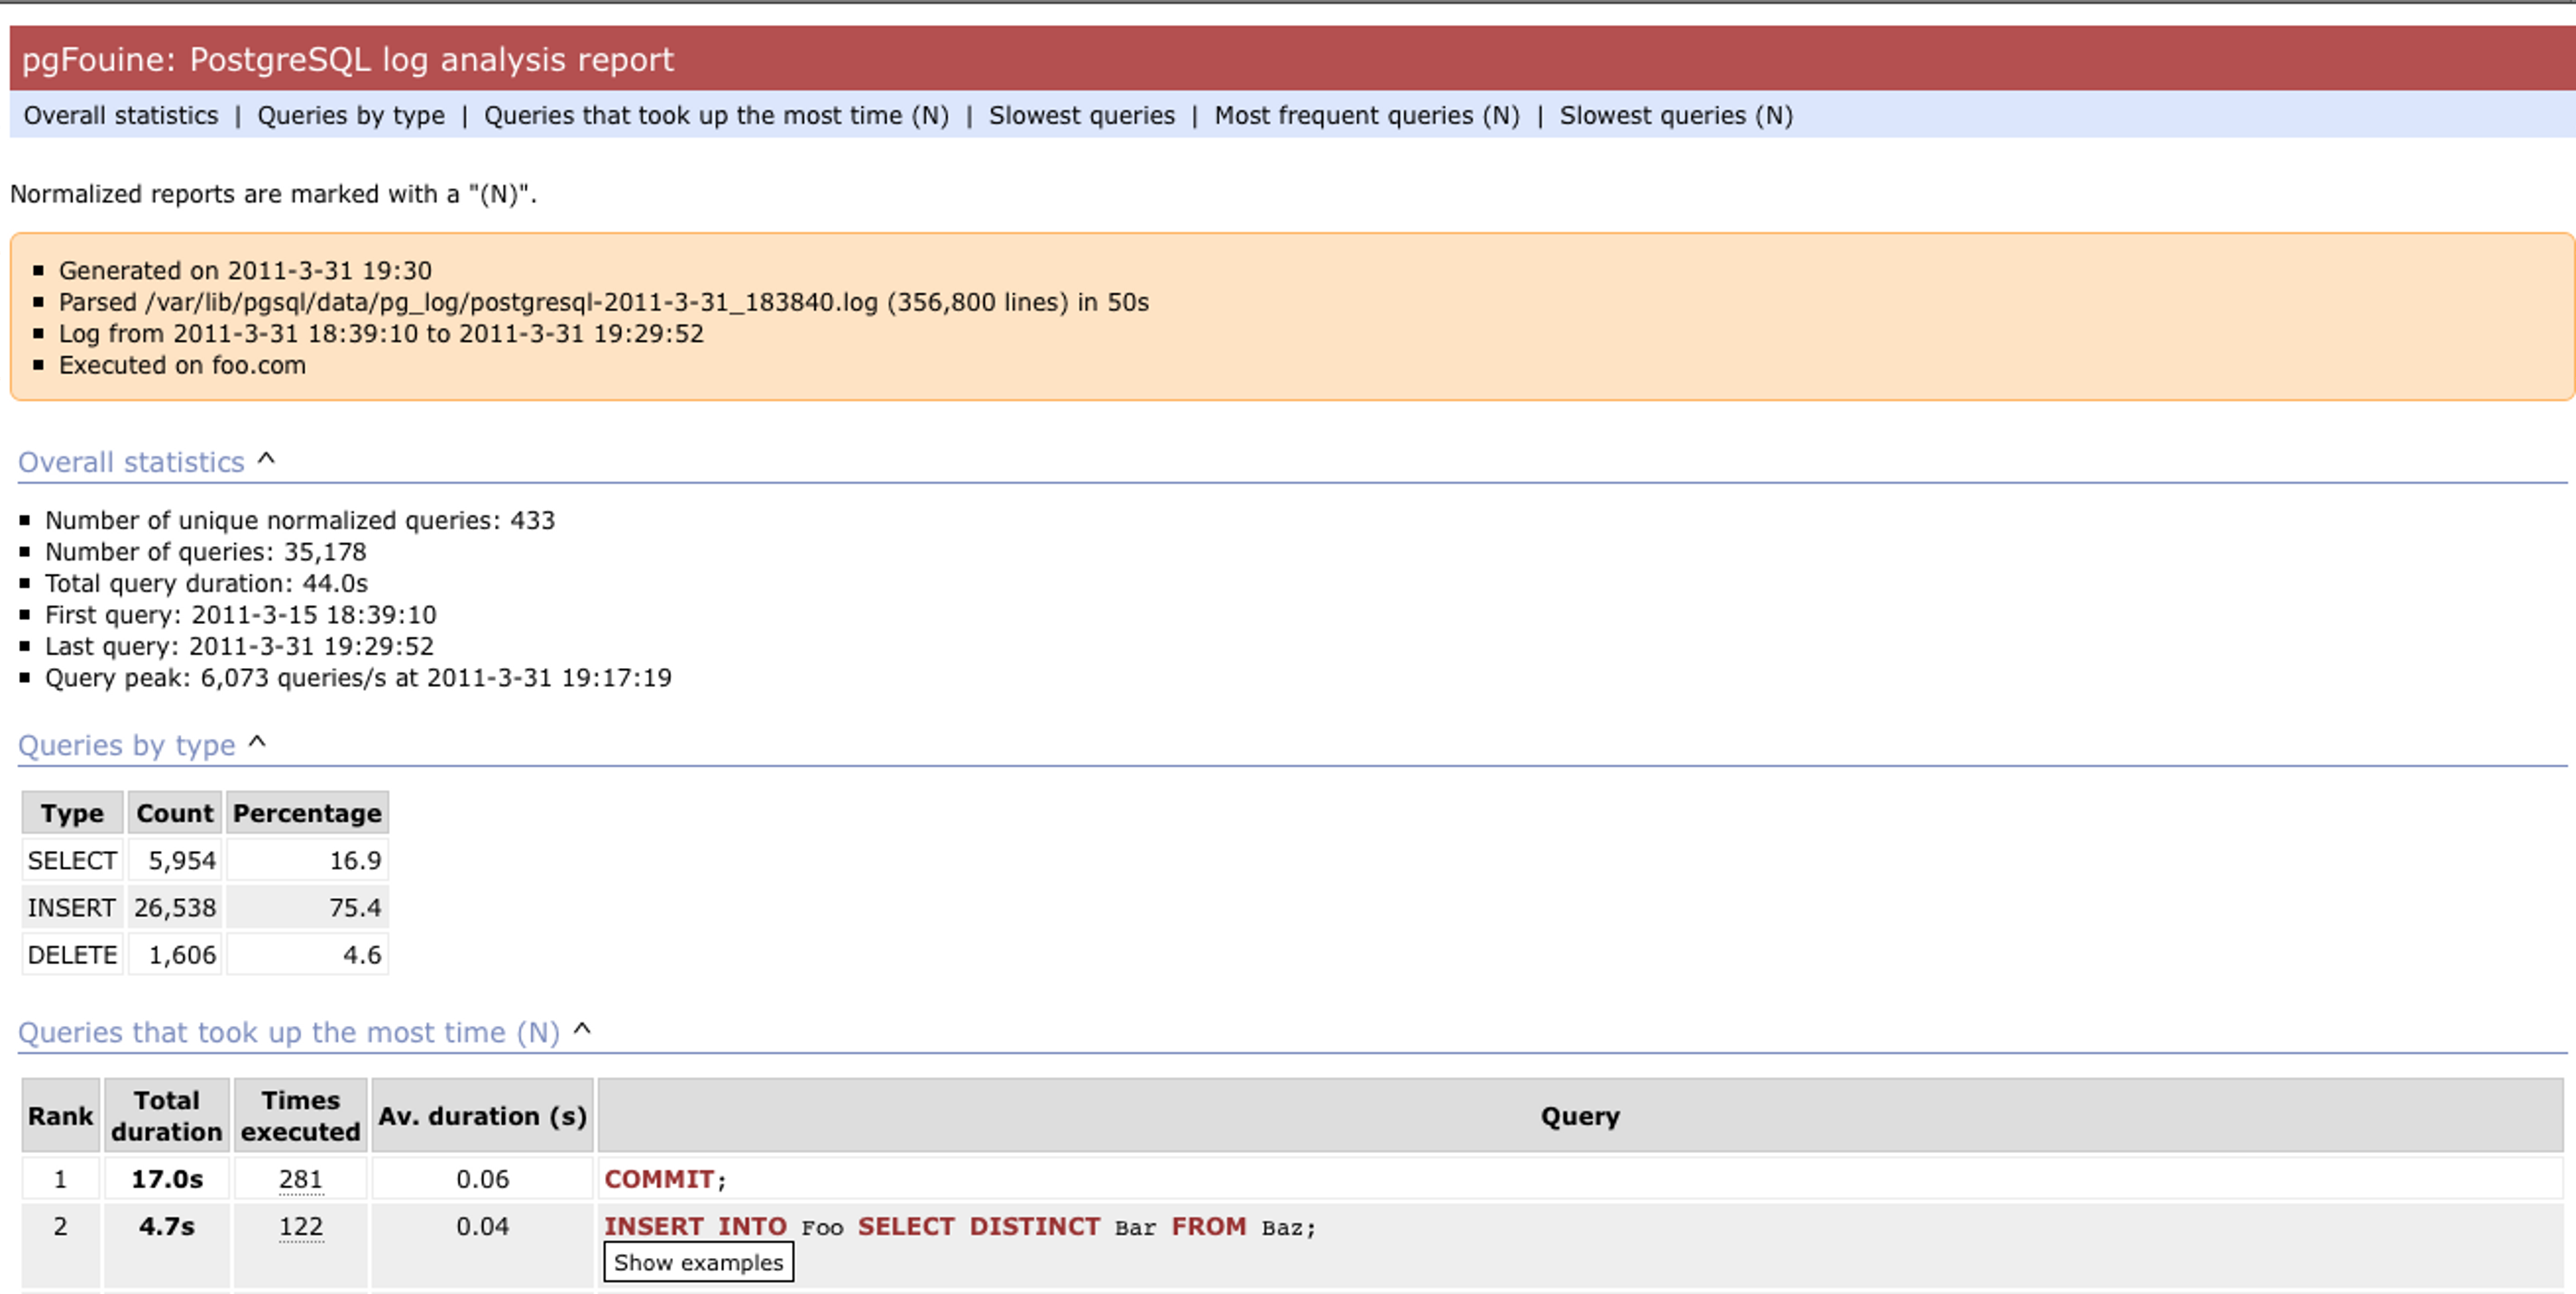 pgFouine: PostgreSQL log analysis report
Overall statistics | Queries by type | Queries that took up the most time (N) | Slowest queries | Most frequent queries (N) | Slowest queries (N)
Normalized reports are marked with a "(N)".
Generated on 2011-3-31 19:30
Parsed /var/lib/pgsql/data/pg_log/postgresql-2011-3-31_183840.log (356,800 lines) in 50s
Log from 2011-3-31 18:39:10 to 2011-3-31 19:29:52
Executed on foo.com
Overall statistics ^
Number of unique normalized queries: 433
Number of queries: 35,178
Total query duration: 44.0s
First query: 2011-3-15 18:39:10
Last query: 2011-3-31 19:29:52
Query peak: 6,073 queries/s at 2011-3-31 19:17:19
Queries by type ^
Type Count Percentage
SELECT 5,954 16.9
INSERT 26,538 75.4
DELETE 1,606 4.6
Queries that took up the most time (N) ^
Rank Total duration Times executed Av. duration (s) Query
1 17.0s 281 0.06 COMMIT;
2 4.7s 122 0.04 INSERT INTO Foo SELECT DISTINCT Bar FROM Baz;
Show examples